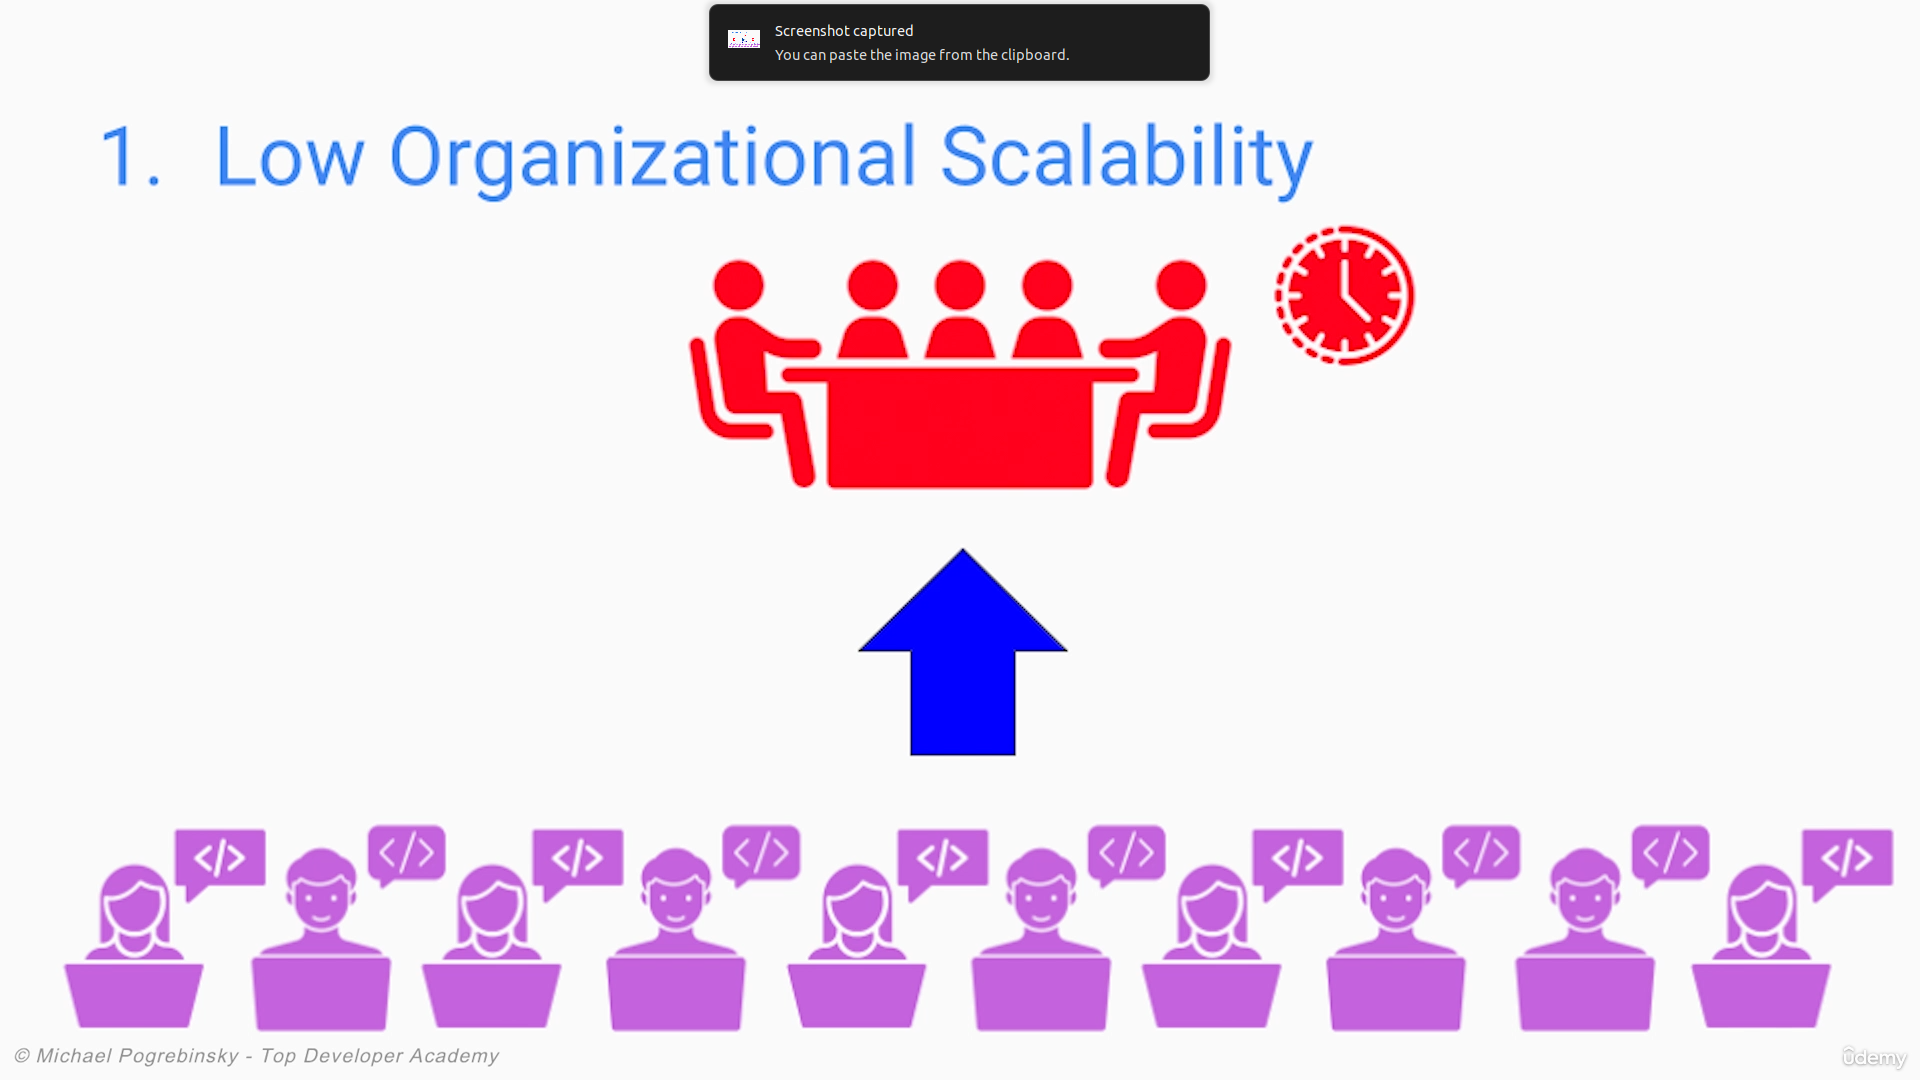 Screenshot captured
You can paste the image from the clipboard.
1. Low Organizational Scalability
</>
</>
</>
</>
</>
</>
</>
</>
</>
</>
© Michael Pogrebinsky - Top Developer Academy
ûdemy